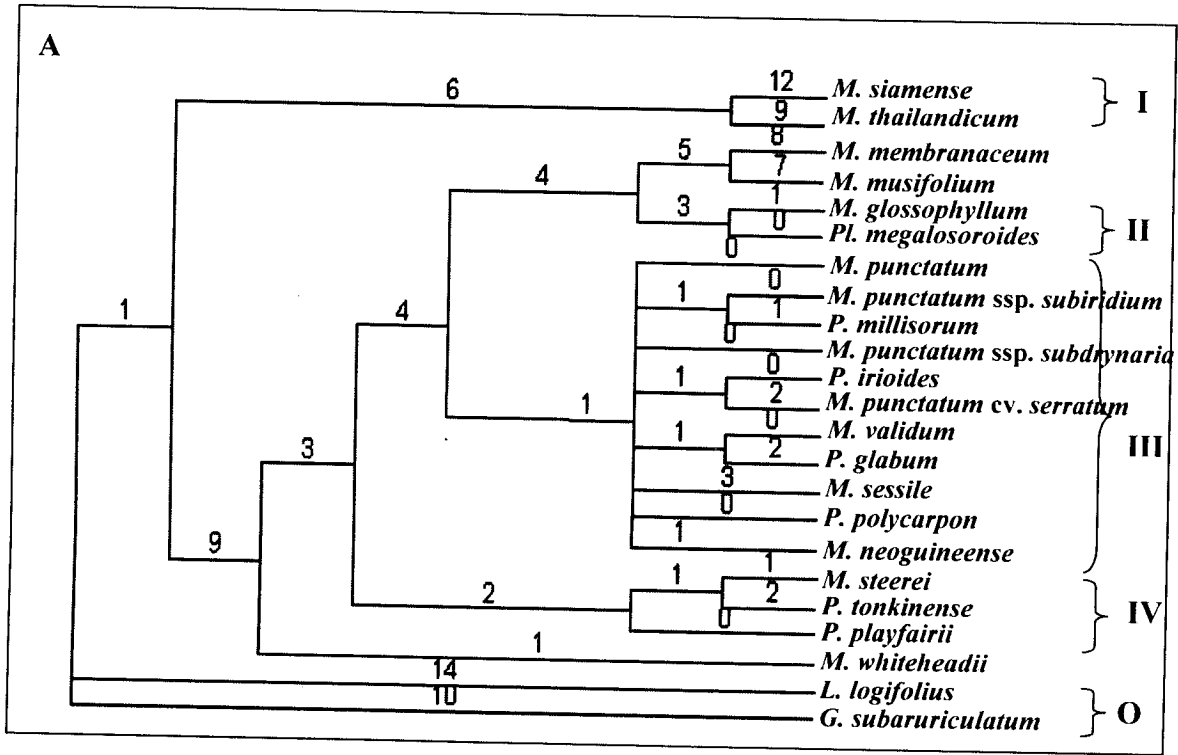 A
12
6
M. siamense
I
9
M. thailandicum
8
5
M. membranaceum
7
4
M. musifolium
1
3
M. glossophyllum
0
II
Pl. megalosoroides
0
M. punctatum
0
1
M. punctatum ssp. subiridium
1
1
4
P. millisorum
0
M. punctatum ssp. subdrynaria
0
1
P. irioides
2
1
M. punctatum cv. serratum
0
1
M. validum
2
III
3
P. glabum
3
M. sessile
0
9
P. polycarpon
1
M. neoguineense
1
1
M. steerei
2
2
P. tonkinense
IV
0
P. playfairii
1
M. whiteheadii
14
L. logifolius
10
O
G. subaruriculatum